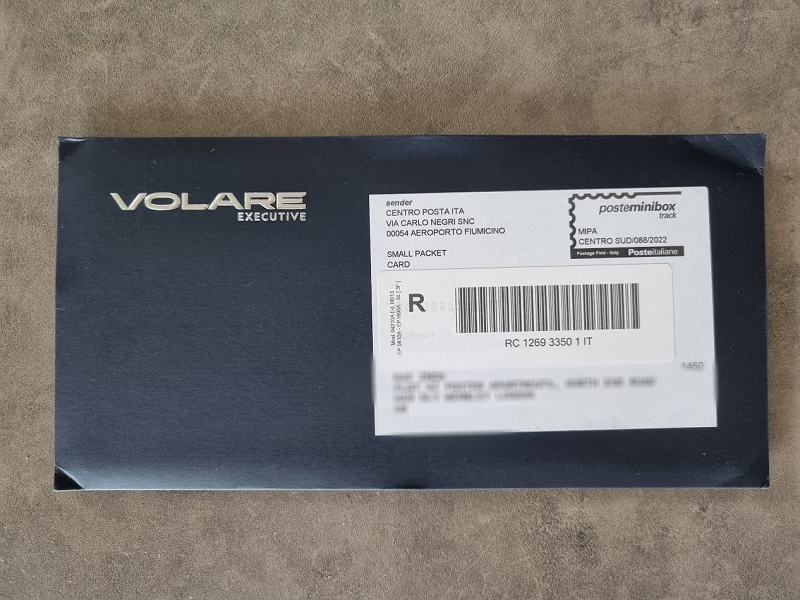 VOLARE
EXECUTIVE
sender
CENTRO POSTA ITA
VIA CARLO NEGRI SNC
00054 AEROPORTO FIUMICINO
SMALL PACKET
CARD
posteminibox
track
MIPA
CENTRO SUD/088/2022
Postage Paid - Italy Posteitaliane
R
RC 1269 3350 1 IT
1450